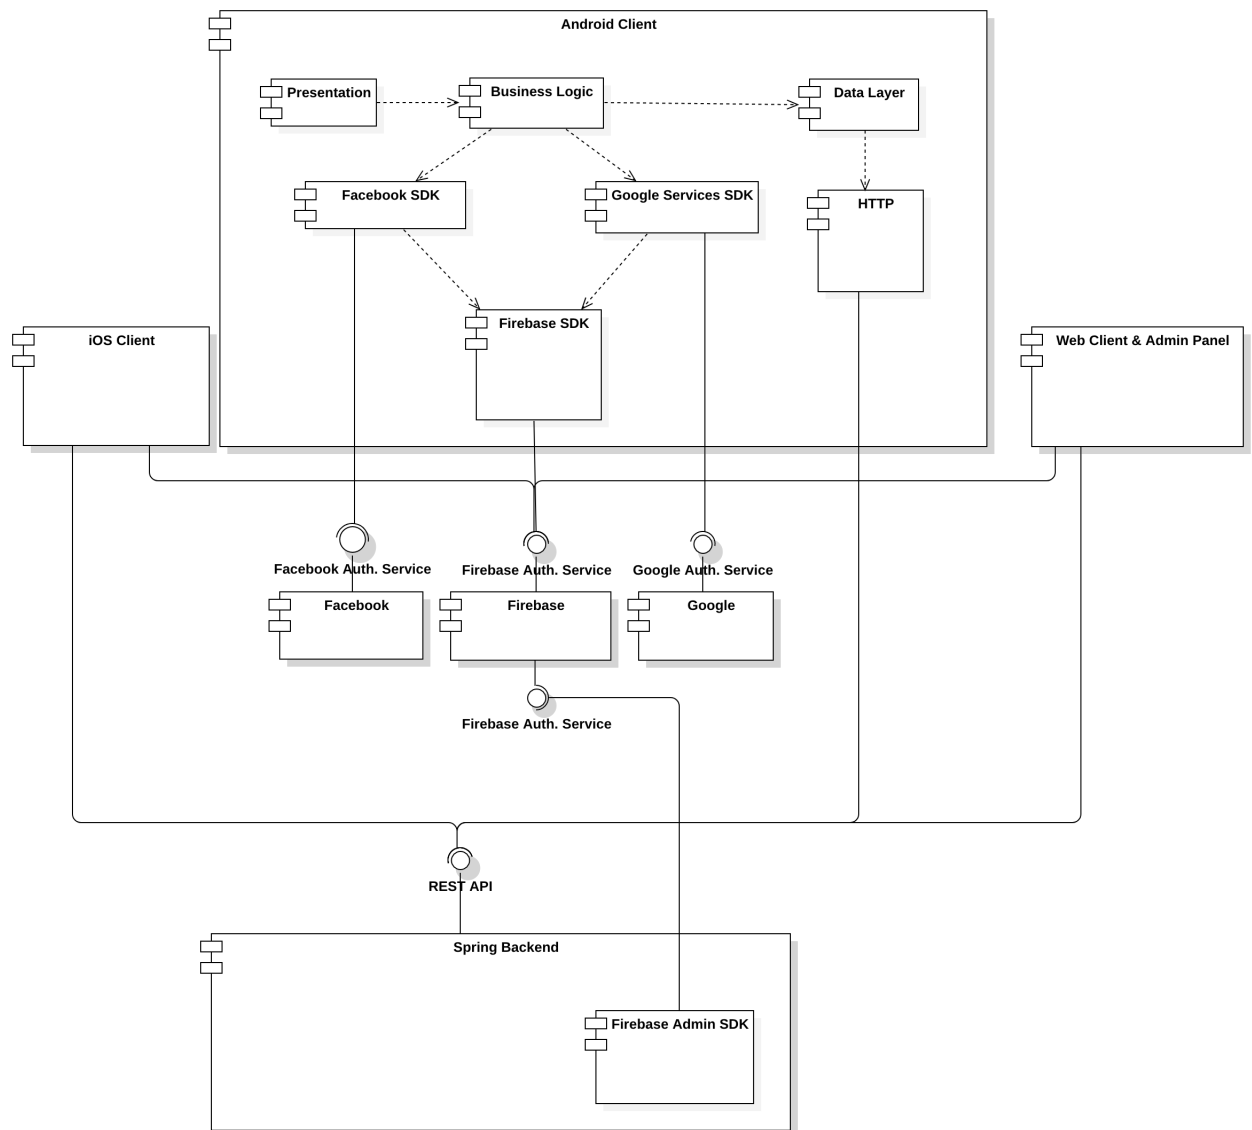 Android Client
Presentation
Business Logic
Data Layer
Facebook SDK
Google Services SDK
HTTP
Firebase SDK
iOS Client
Web Client & Admin Panel
Facebook Auth. Service
Firebase Auth. Service
Google Auth. Service
Facebook
Firebase
Google
Firebase Auth. Service
REST API
Spring Backend
Firebase Admin SDK